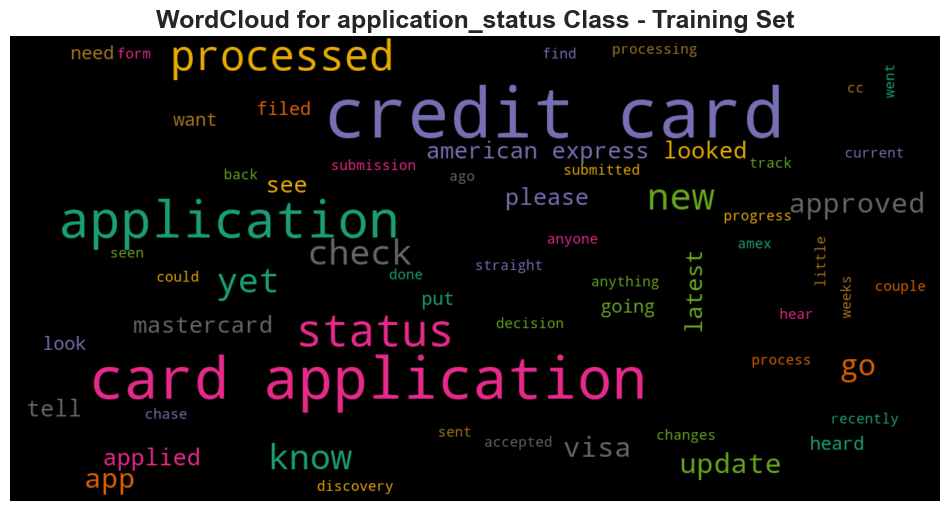 WordCloud for application_status Class - Training Set
need form processed find processing
cc went
filed want credit card
american express looked
submission submitted track current
back ago
see please new approved
application progress
anyone amex
seen check little
could yet done straight anything
latest going weeks couple
put hear
mastercard status decision
look
card application process go
tell chase
recently
sent accepted visa changes heard
applied know update
app discovery